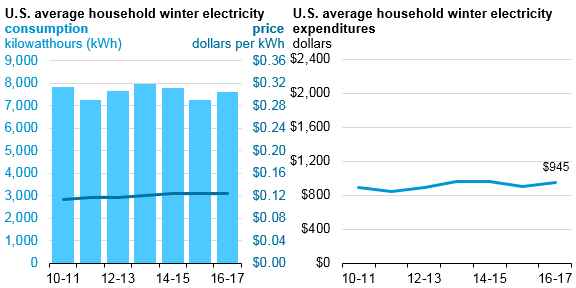 U.S. average household winter electricity
consumption price
kilowatthours (kWh) dollars per kWh
9,000 $0.36
8,000 $0.32
7,000 $0.28
6,000 $0.24
5,000 $0.20
4,000 $0.16
3,000 $0.12
2,000 $0.08
1,000 $0.04
0 $0.00
10-11 12-13 14-15 16-17
U.S. average household winter electricity
expenditures
dollars
$2,400
$2,000
$1,600
$1,200
$945
$800
$400
$0
10-11 12-13 14-15 16-17